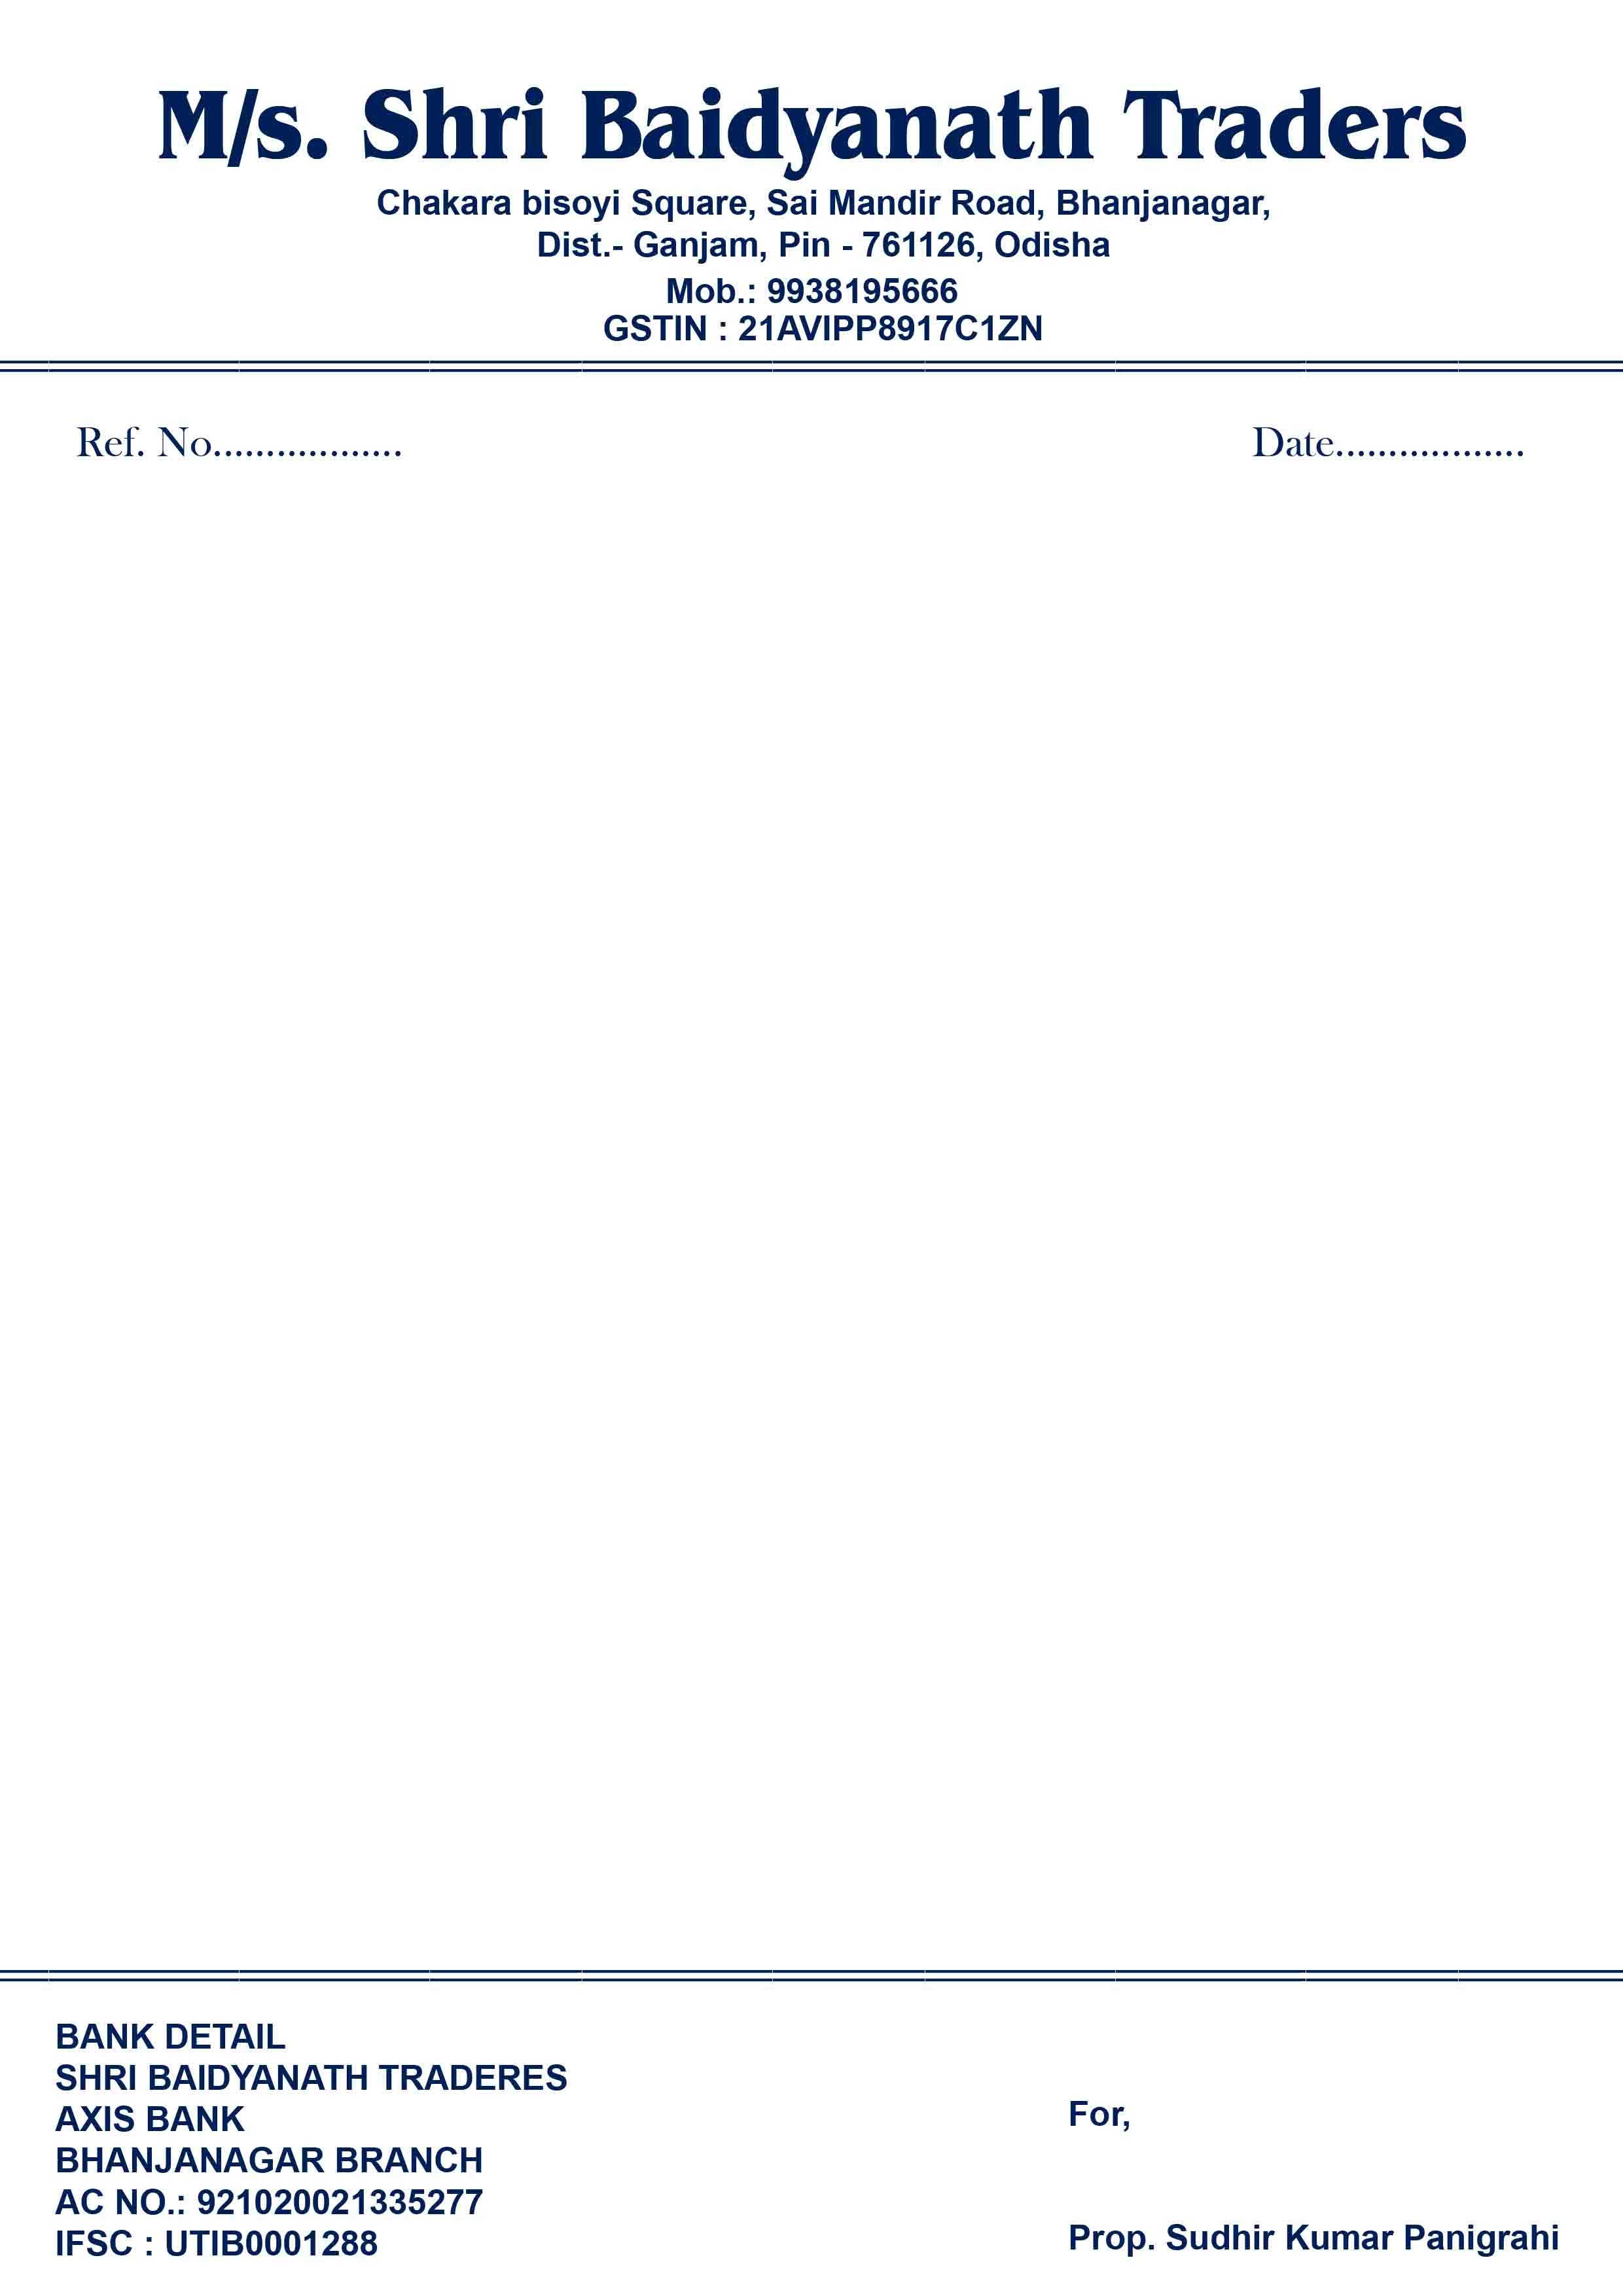 M/s. Shri Baidyanath Traders
Chakara bisoyi Square, Sai Mandir Road, Bhanjanagar,
Dist.- Ganjam, Pin - 761126, Odisha
Mob.: 9938195666
GSTIN : 21AVIPP8917C1ZN
Ref. No.................. Date..................
BANK DETAIL
SHRI BAIDYANATH TRADERES
AXIS BANK
BHANJANAGAR BRANCH
AC NO.: 921020021335277
IFSC : UTIB0001288
For,
Prop. Sudhir Kumar Panigrahi